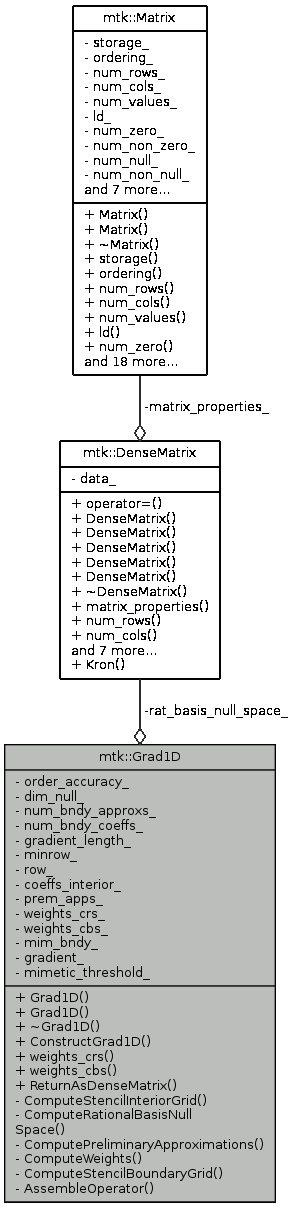 mtk::Matrix
- storage_
- ordering_
- num_rows_
- num_cols_
- num_values_
- ld_
- num_zero_
- num_non_zero_
- num_null_
- num_non_null_
and 7 more...
+ Matrix()
+ Matrix()
+ ~Matrix()
+ storage()
+ ordering()
+ num_rows()
+ num_cols()
+ num_values()
+ ld()
+ num_zero()
and 18 more...
-matrix_properties_
mtk::DenseMatrix
- data_
+ operator=()
+ DenseMatrix()
+ DenseMatrix()
+ DenseMatrix()
+ DenseMatrix()
+ DenseMatrix()
+ ~DenseMatrix()
+ matrix_properties()
+ num_rows()
+ num_cols()
and 7 more...
+ Kron()
-rat_basis_null_space_
mtk::Grad1D
- order_accuracy_
- dim_null_
- num_bndy_approxs_
- num_bndy_coeffs_
- gradient_length_
- minrow_
- row_
- coeffs_interior_
- prem_apps_
- weights_crs_
- weights_cbs_
- mim_bndy_
- gradient_
- mimetic_threshold_
+ Grad1D()
+ Grad1D()
+ ~Grad1D()
+ ConstructGrad1D()
+ weights_crs()
+ weights_cbs()
+ ReturnAsDenseMatrix()
- ComputeStencilInteriorGrid()
- ComputeRationalBasisNull
Space()
- ComputePreliminaryApproximations()
- ComputeWeights()
- ComputeStencilBoundaryGrid()
- AssembleOperator()